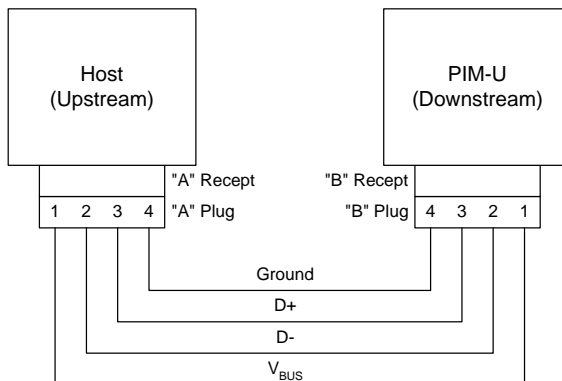 Host
(Upstream)
PIM-U
(Downstream)
"A" Recept
"B" Recept
1 2 3 4
"A" Plug
"B" Plug
4 3 2 1
Ground
D+
D-
VBUS